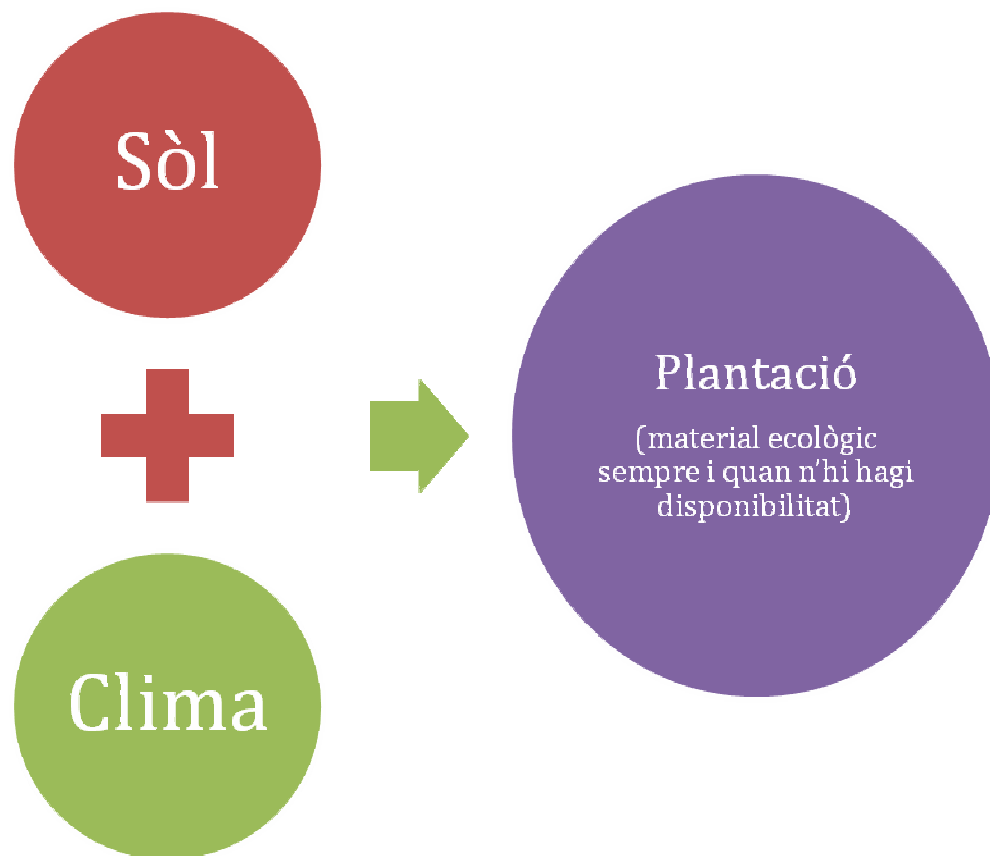 Sòl
Clima
Plantació
(material ecològic
sempre i quan n’hi hagi
disponibilitat)